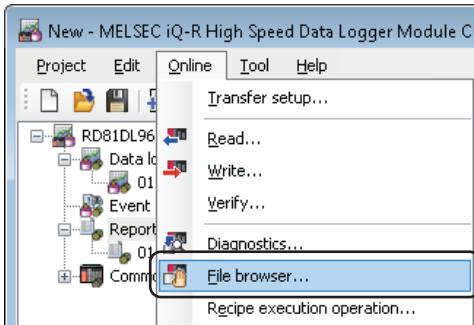 New - MELSEC iQ-R High Speed Data Logger Module C
Project Edit Online Tool Help
Transfer setup...
RD81DL96
Read...
Data lo
Write...
01
Event
Verify...
Report
Diagnostics...
01
Commo
File browser...
Recipe execution operation...